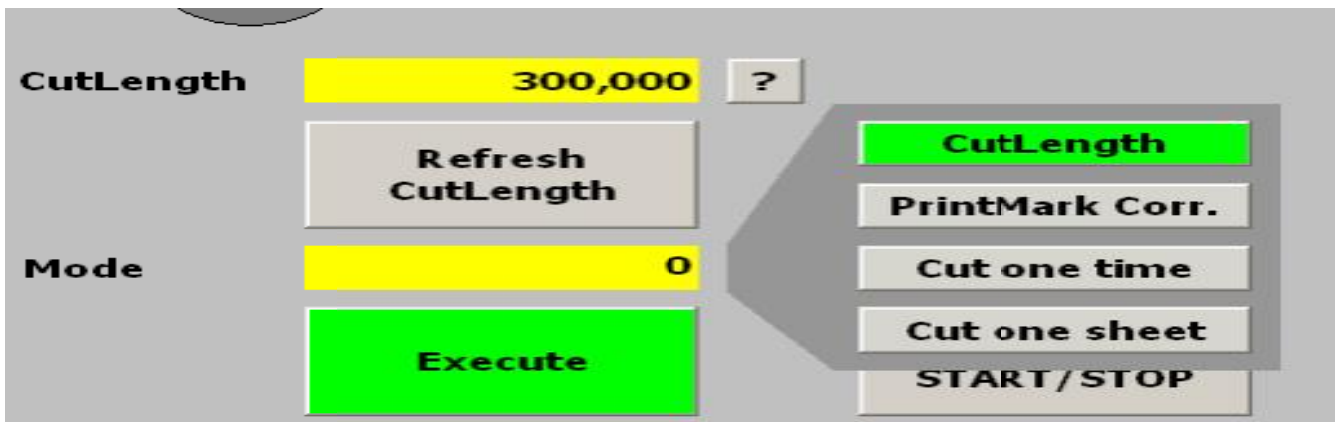 CutLength 300,000 ?
Refresh
CutLength
Mode 0
Execute
CutLength
PrintMark Corr.
Cut one time
Cut one sheet
START/STOP